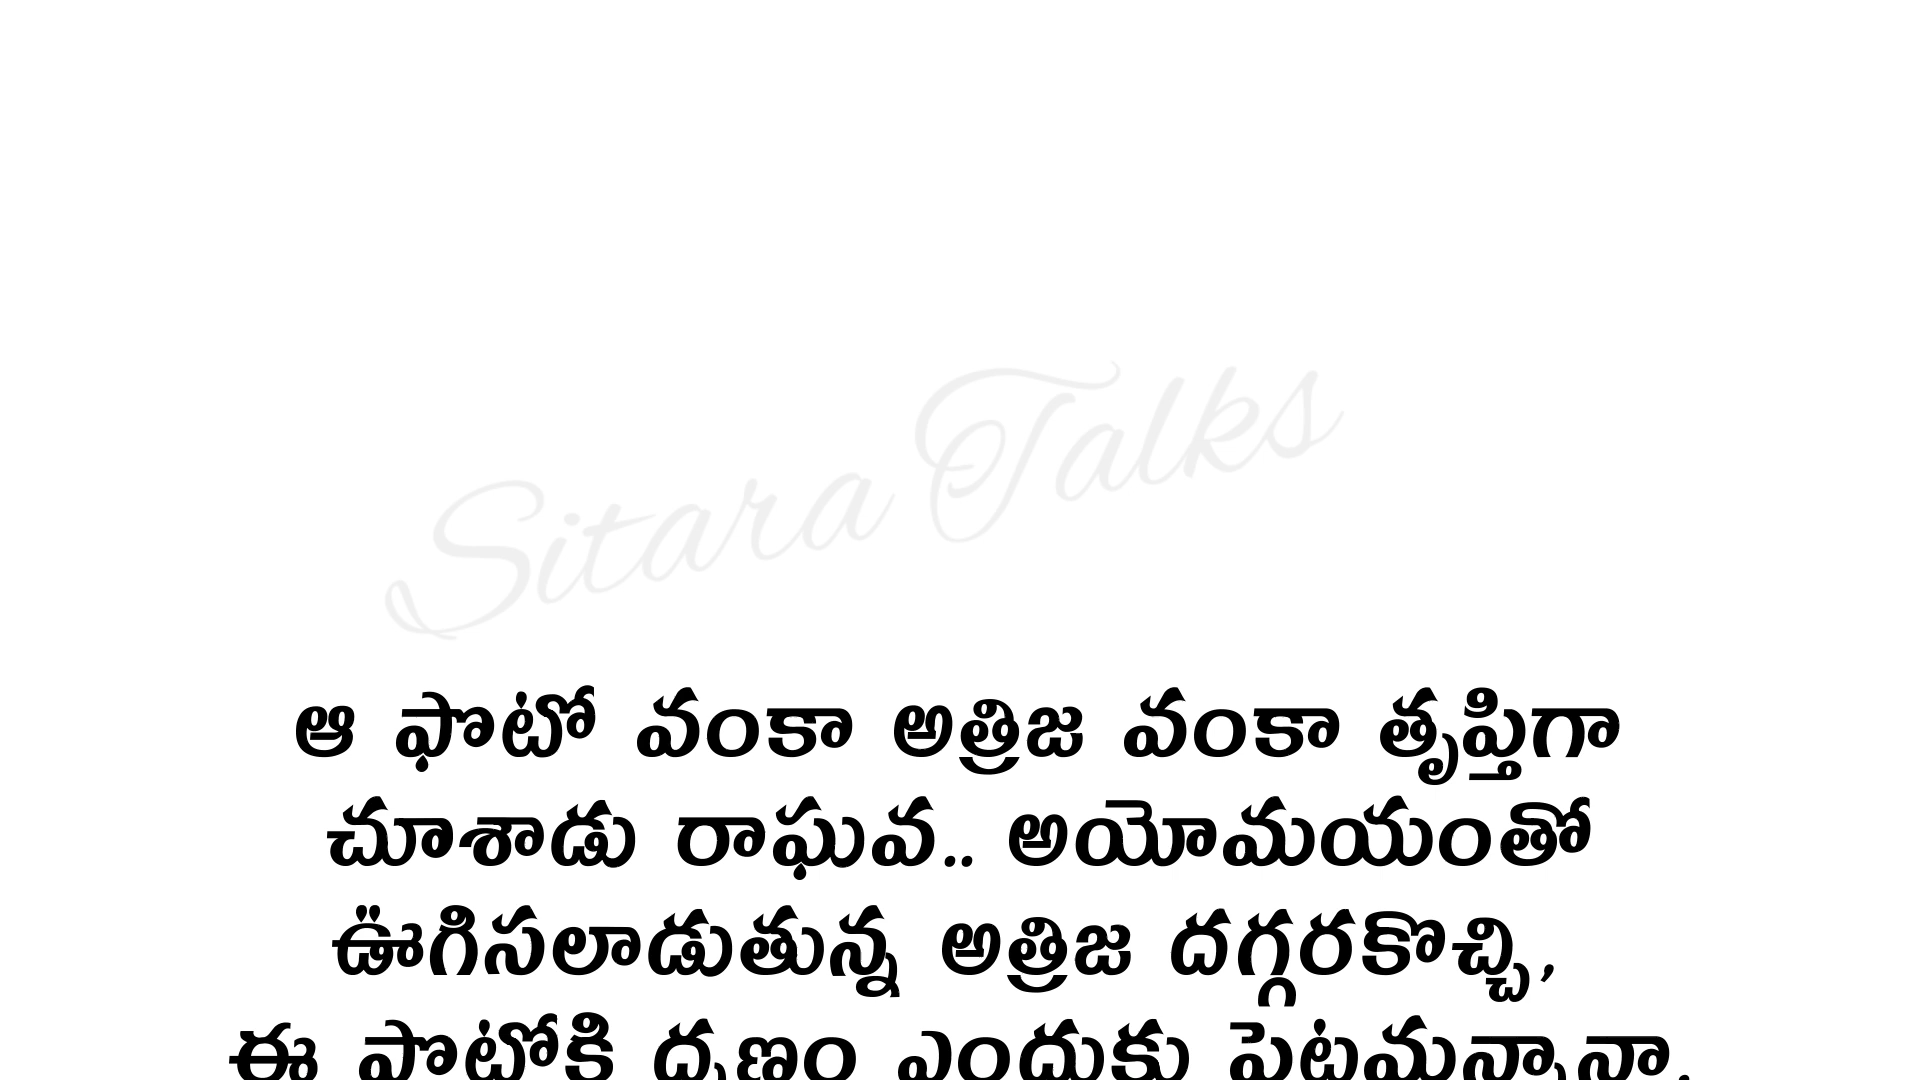 Sitara Talks
ఆ ఫొటో వంకా అత్రిజ వంకా తృప్తిగా
చూశాడు రాఘవ.. అయోమయంతో
ఊగిసలాడుతున్న అత్రిజ దగ్గరకొచ్చి,
ఈ ఎందుకు